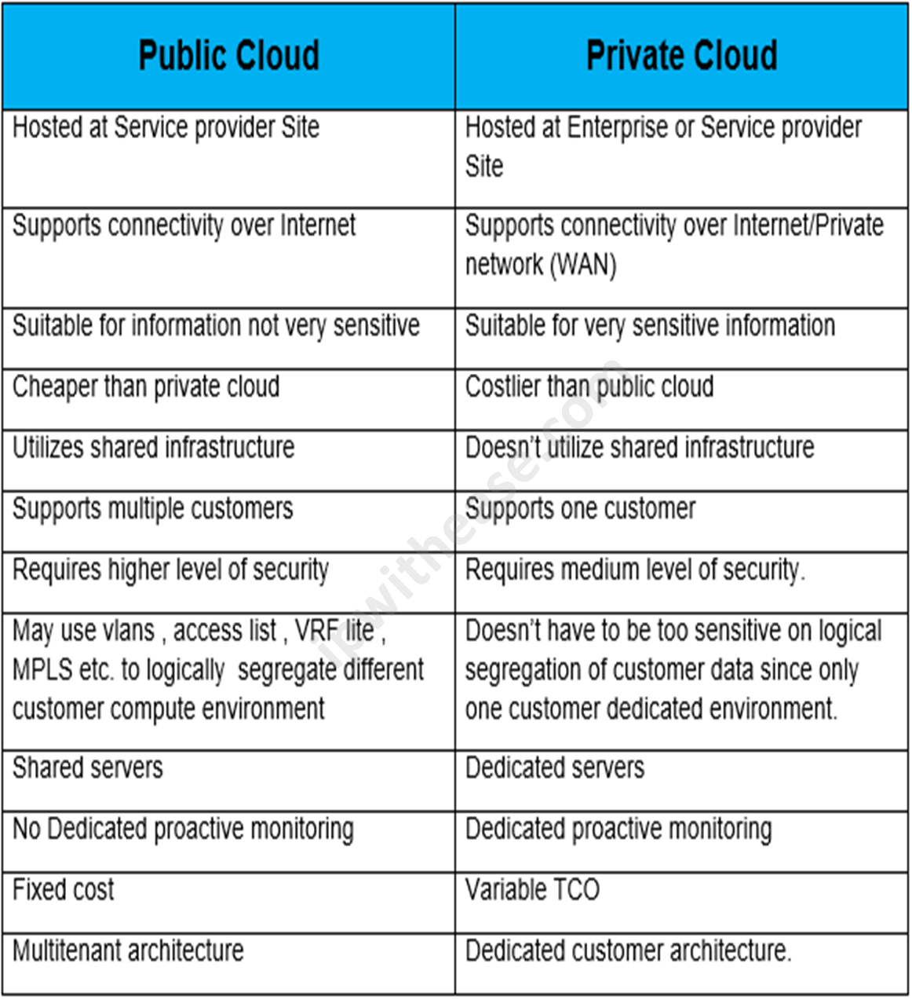 Public Cloud
Private Cloud
Hosted at Service provider Site
Hosted at Enterprise or Service provider
Site
Supports connectivity over Internet
Supports connectivity over Internet/Private
network (WAN)
Suitable for information not very sensitive
Suitable for very sensitive information
Cheaper than private cloud
Costlier than public cloud
Utilizes shared infrastructure
Doesn’t utilize shared infrastructure
Supports multiple customers
Supports one customer
Requires higher level of security
Requires medium level of security.
May use vlans , access list , VRF lite ,
MPLS etc. to logically  segregate different
customer compute environment
Doesn’t have to be too sensitive on logical
segregation of customer data since only
one customer dedicated environment.
Shared servers
Dedicated servers
No Dedicated proactive monitoring
Dedicated proactive monitoring
Fixed cost
Variable TCO
Multitenant architecture
Dedicated customer architecture.
ipwithease.com